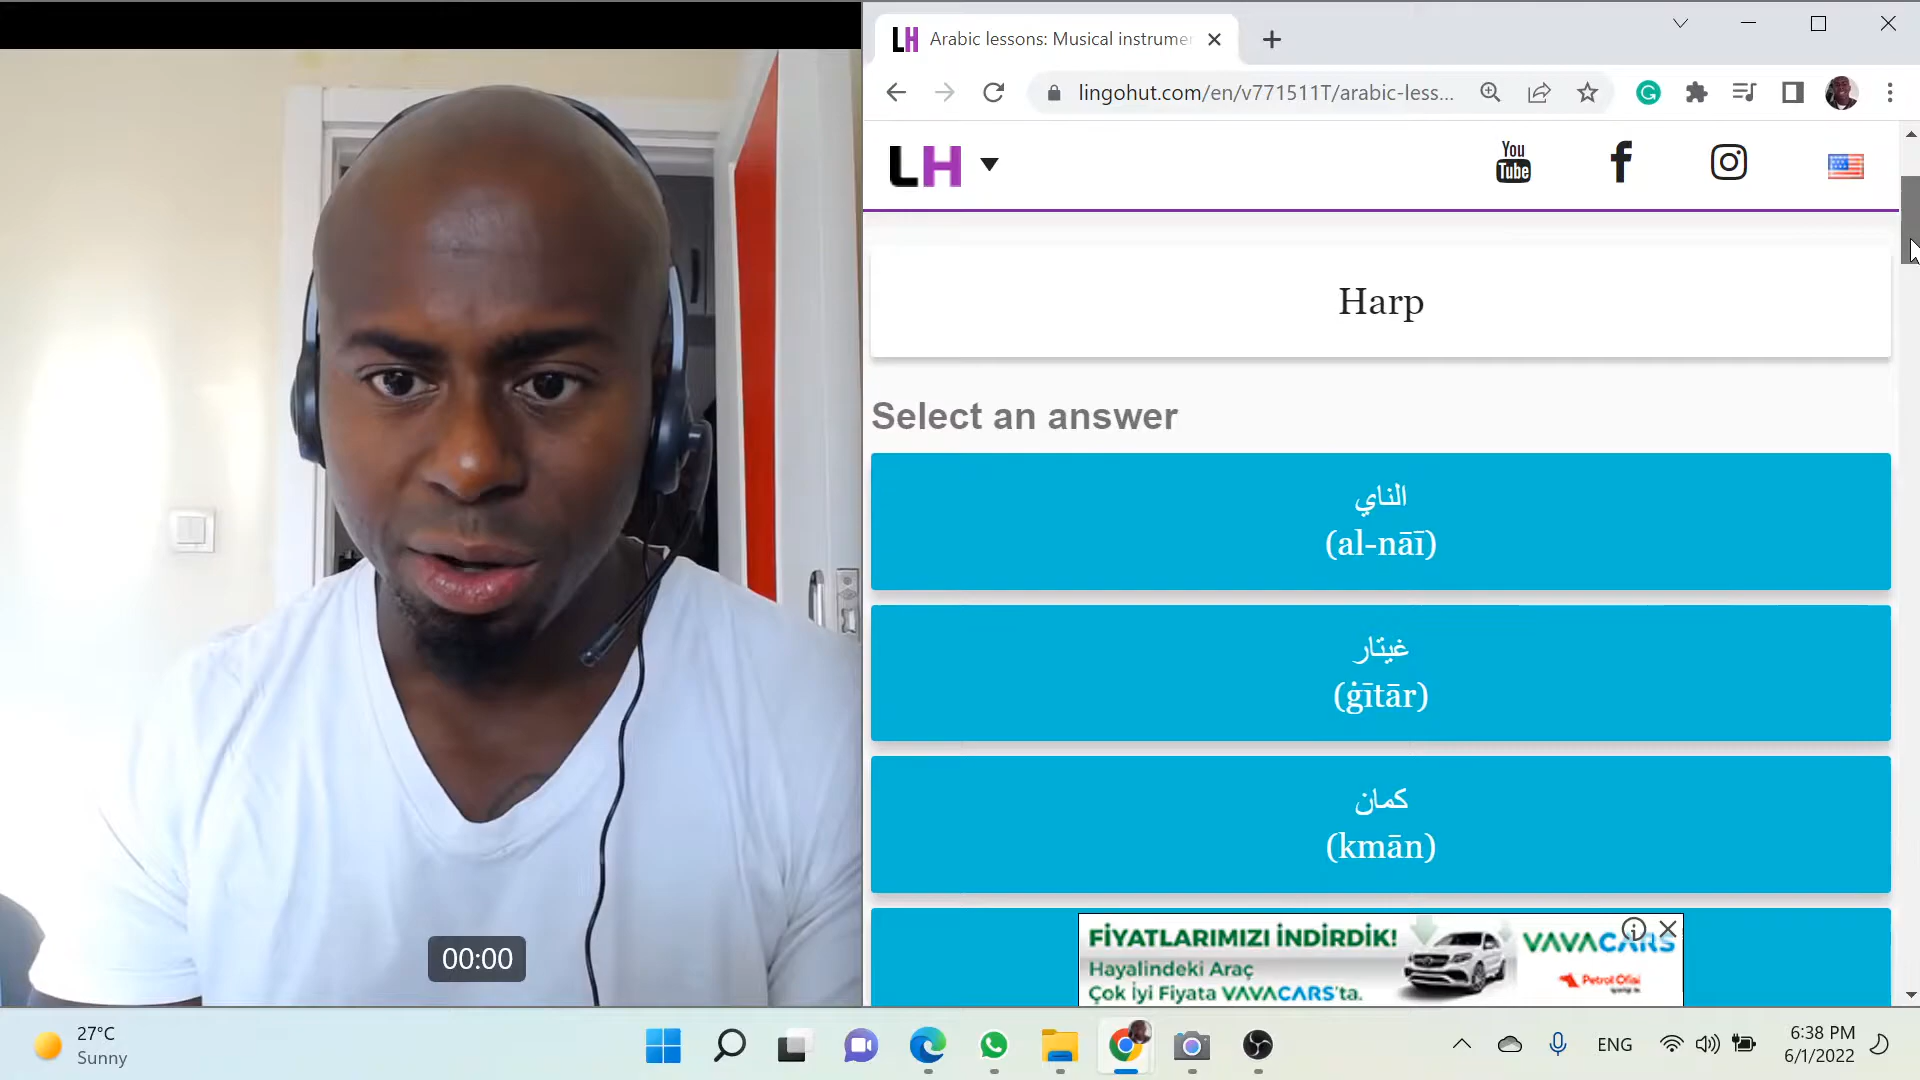 LH Arabic lessons: Musical instrumer
lingohut.com/en/v771511T/arabic-less...
LH
You
Tube
Harp
Select an answer
الناي
(al-nāī)
غيتار
(ġītār)
كمان
(kmān)
FİYATLARIMIZI İNDİRDİK!
Hayalindeki Araç
Çok İyi Fiyata VAVACARS'ta.
VAVACARS
Petrol Ofisi
00:00
27°C
Sunny
ENG
6:38 PM
6/1/2022